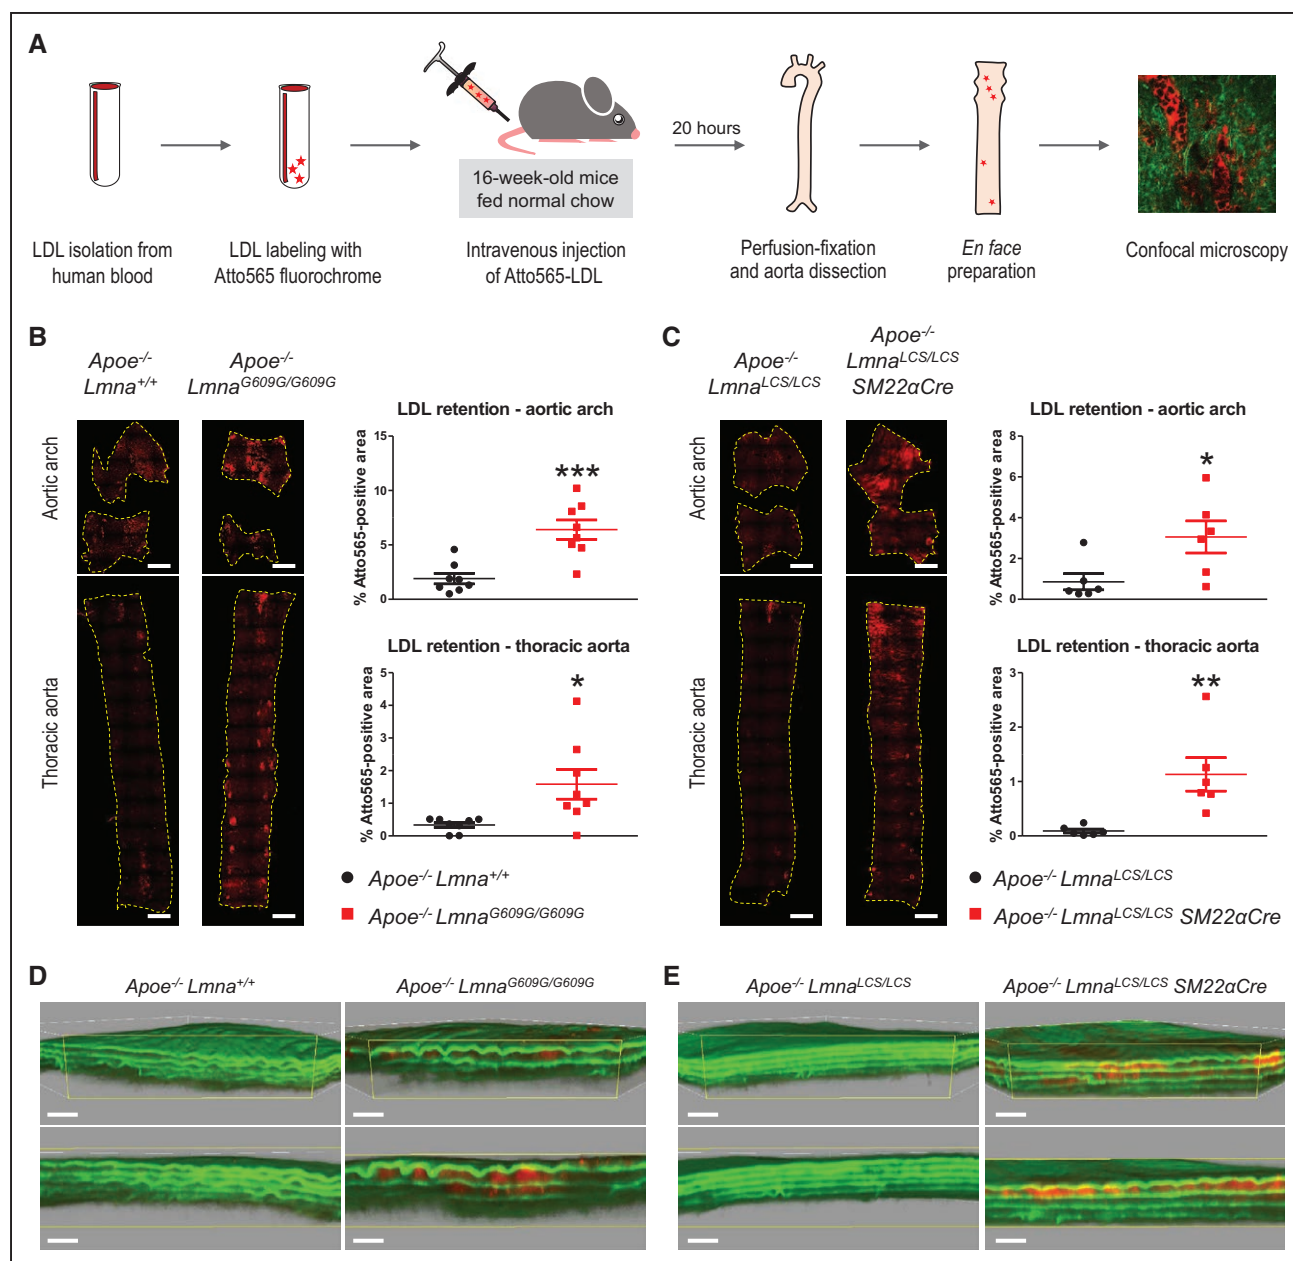 A
20 hours
16-week-old mice
fed normal chow
LDL isolation from
human blood
LDL labeling with
Atto565 fluorochrome
Intravenous injection
of Atto565-LDL
Perfusion-fixation
and aorta dissection
En face
preparation
Confocal microscopy
B
Apoe-/-
Lmna+/+
Apoe-/-
LmnaG609G/G609G
Aortic arch
Thoracic aorta
LDL retention - aortic arch
% Atto565-positive area
15
10
5
0
***
LDL retention - thoracic aorta
% Atto565-positive area
5
4
3
2
1
0
*
Apoe-/- Lmna+/+
Apoe-/- LmnaG609G/G609G
C
Apoe-/-
LmnaLCS/LCS
Apoe-/-
LmnaLCS/LCS
SM22αCre
Aortic arch
Thoracic aorta
LDL retention - aortic arch
% Atto565-positive area
8
6
4
2
0
*
LDL retention - thoracic aorta
% Atto565-positive area
3
2
1
0
**
Apoe-/- LmnaLCS/LCS
Apoe-/- LmnaLCS/LCS SM22αCre
D
Apoe-/- Lmna+/+
Apoe-/- LmnaG609G/G609G
E
Apoe-/- LmnaLCS/LCS
Apoe-/- LmnaLCS/LCS SM22αCre